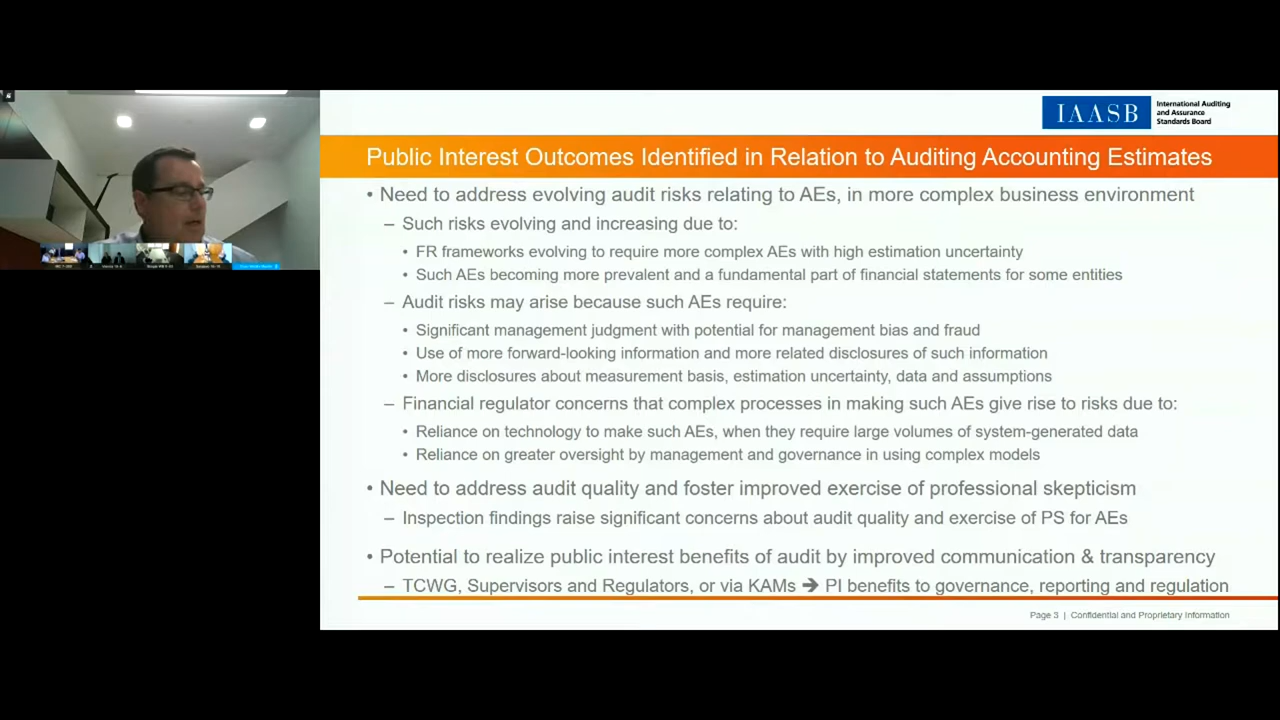 IAASB
International Auditing
and Assurance
Standards Board
Public Interest Outcomes Identified in Relation to Auditing Accounting Estimates
• Need to address evolving audit risks relating to AEs, in more complex business environment
– Such risks evolving and increasing due to:
• FR frameworks evolving to require more complex AEs with high estimation uncertainty
• Such AEs becoming more prevalent and a fundamental part of financial statements for some entities
– Audit risks may arise because such AEs require:
• Significant management judgment with potential for management bias and fraud
• Use of more forward-looking information and more related disclosures of such information
• More disclosures about measurement basis, estimation uncertainty, data and assumptions
– Financial regulator concerns that complex processes in making such AEs give rise to risks due to:
• Reliance on technology to make such AEs, when they require large volumes of system-generated data
• Reliance on greater oversight by management and governance in using complex models
• Need to address audit quality and foster improved exercise of professional skepticism
– Inspection findings raise significant concerns about audit quality and exercise of PS for AEs
• Potential to realize public interest benefits of audit by improved communication & transparency
– TCWG, Supervisors and Regulators, or via KAMs ➔ PI benefits to governance, reporting and regulation
Page 3 | Confidential and Proprietary Information